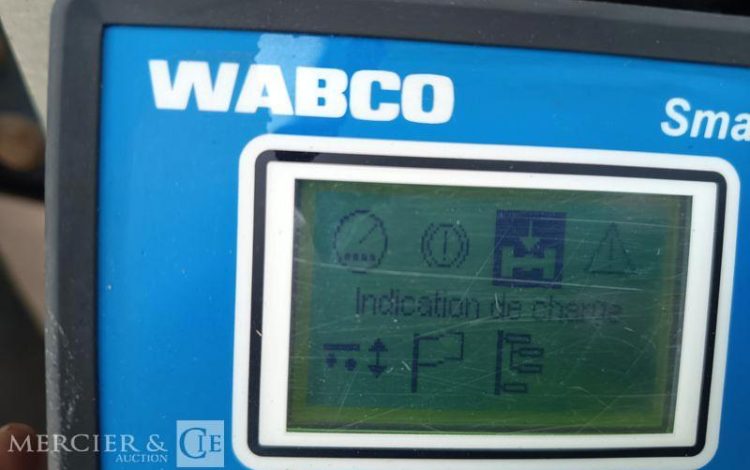 WABCO
Sma
Indication de charge
MERCIER & CIE
AUCTION